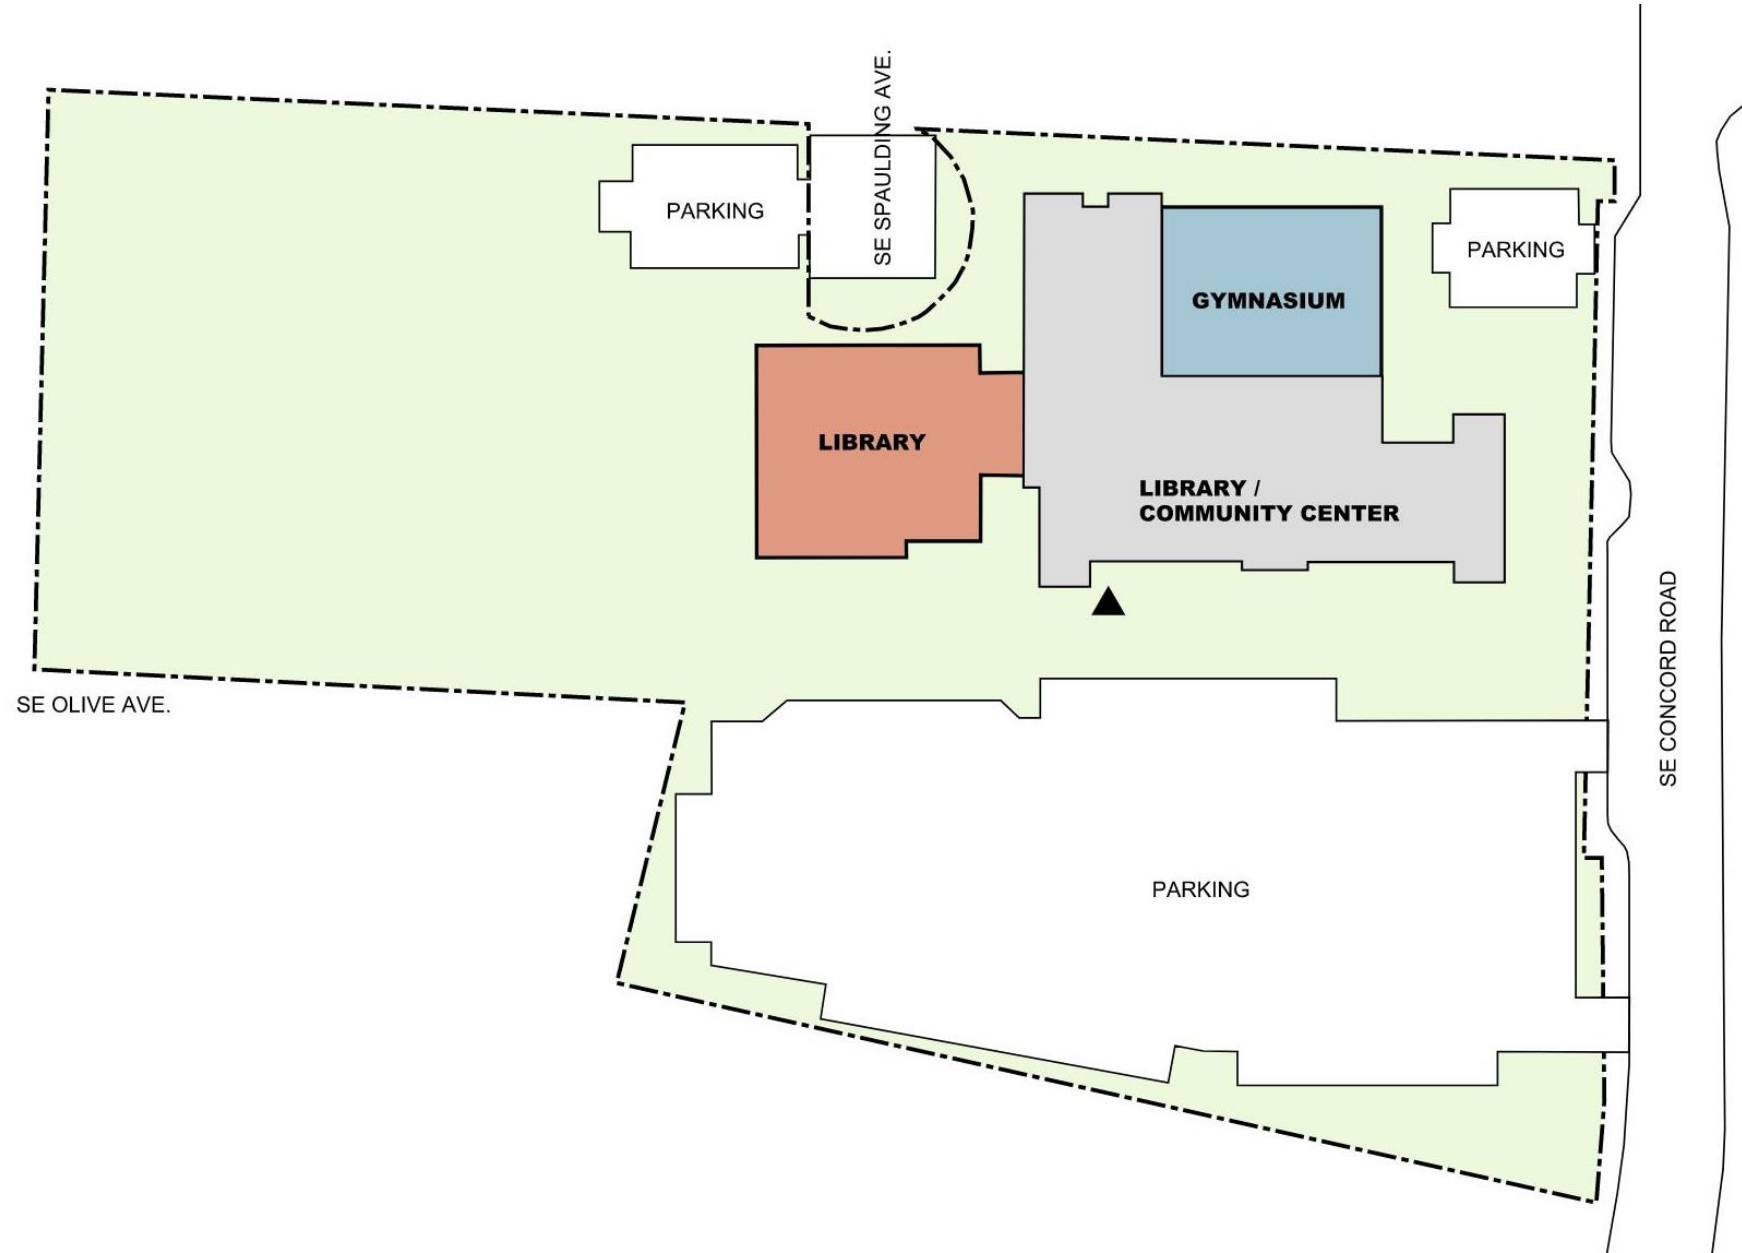 SE SPAULDING AVE.
PARKING
PARKING
GYMNASIUM
LIBRARY
LIBRARY /
COMMUNITY CENTER
SE OLIVE AVE.
SE CONCORD ROAD
PARKING